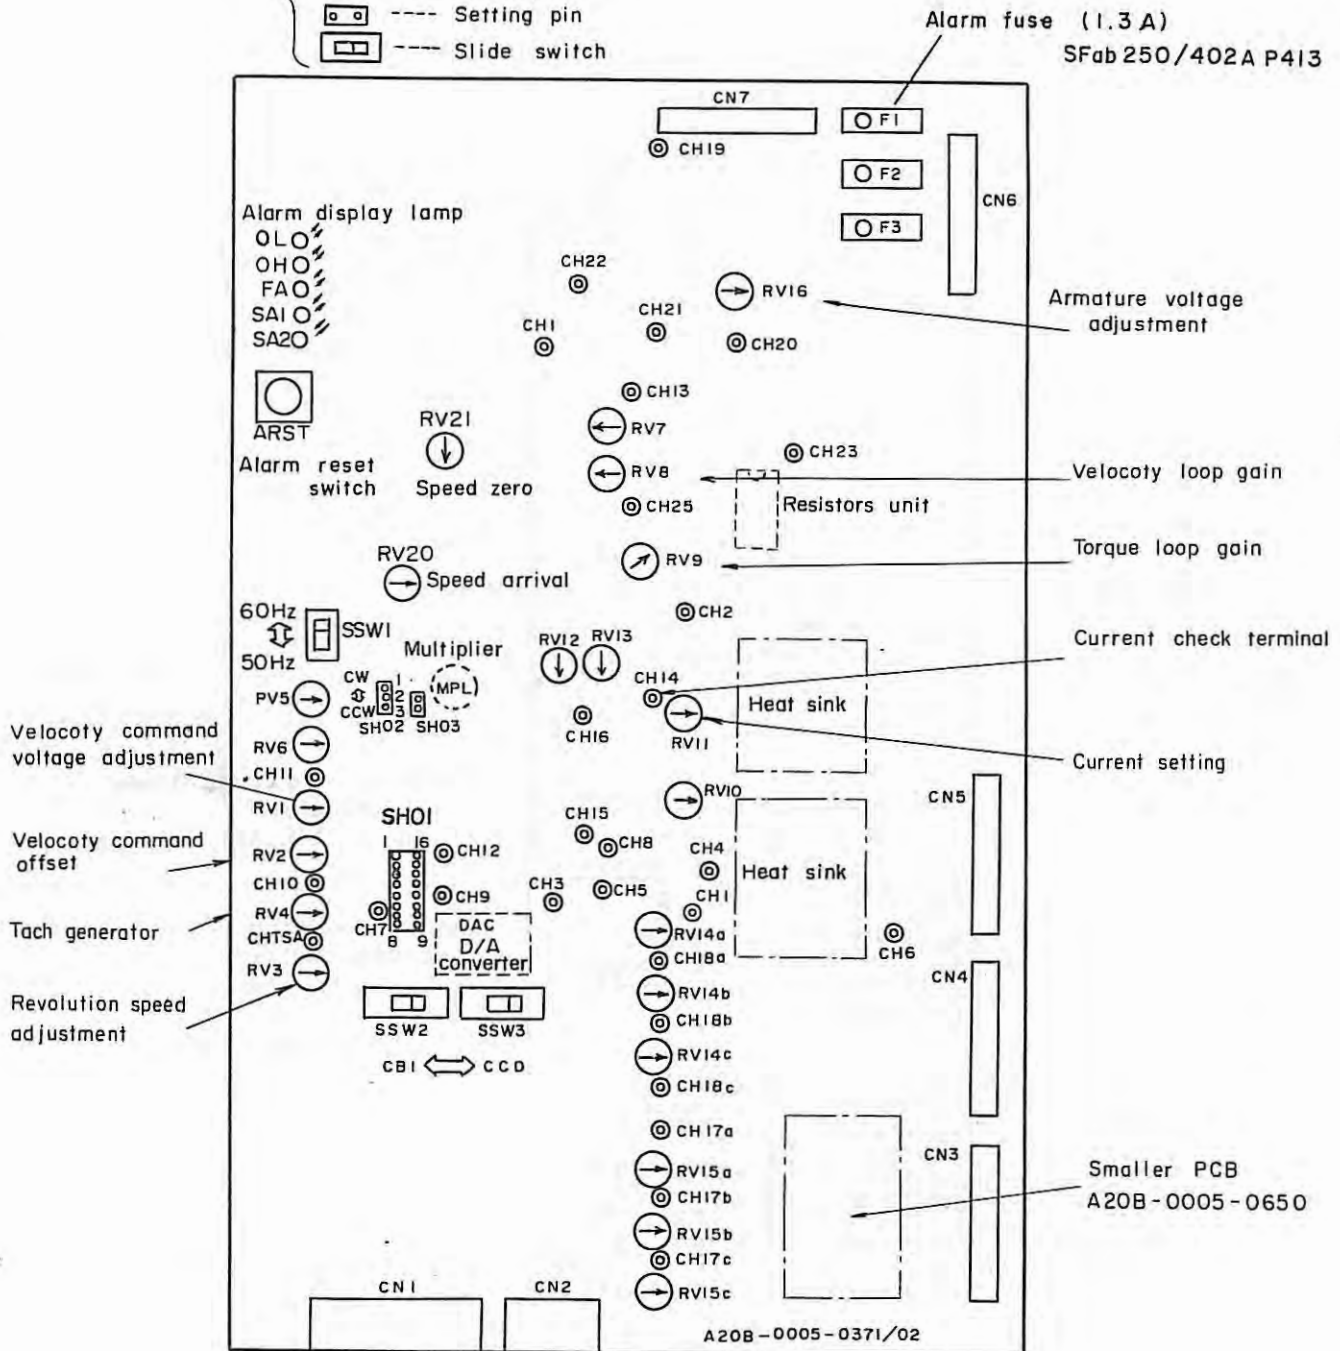 Setting pin
Slide switch
Alarm fuse (1.3A)
SFab 250/402A P413
CN7
F1
CH19
F2
CN6
F3
Alarm display lamp
OL
OH
FA
SA1
SA2
CH22
RV16
CH21
CH1
CH20
Armature voltage
adjustment
CH13
ARST
RV21
RV7
CH23
Alarm reset
switch
Speed zero
RV8
Velocoty loop gain
CH25
Resistors unit
RV20
Speed arrival
RV9
Torque loop gain
60Hz
SSW1
50Hz
CH2
Multiplier
MPL
RV12
RV13
Current check terminal
CW
1
2
3
CCW
SH02
SH03
PV5
CH14
Heat sink
CH16
RV11
Velocoty command
voltage adjustment
RV6
CH11
Current setting
RV1
RV10
CN5
SH01
1
16
CH15
Velocoty command
offset
RV2
CH12
CH8
CH4
Heat sink
CH10
CH9
CH3
CH5
CH1
Tach generator
RV4
CH7
8
9
DAC
D/A
converter
RV14a
CH6
CHTSA
CH18a
RV3
CN4
Revolution speed
adjustment
RV14b
SSW2
SSW3
CH18b
CB1
CCD
RV14c
CH18c
CH17a
CN3
RV15a
Smaller PCB
A20B-0005-0650
CH17b
RV15b
CH17c
CN1
CN2
RV15c
A20B-0005-0371/02